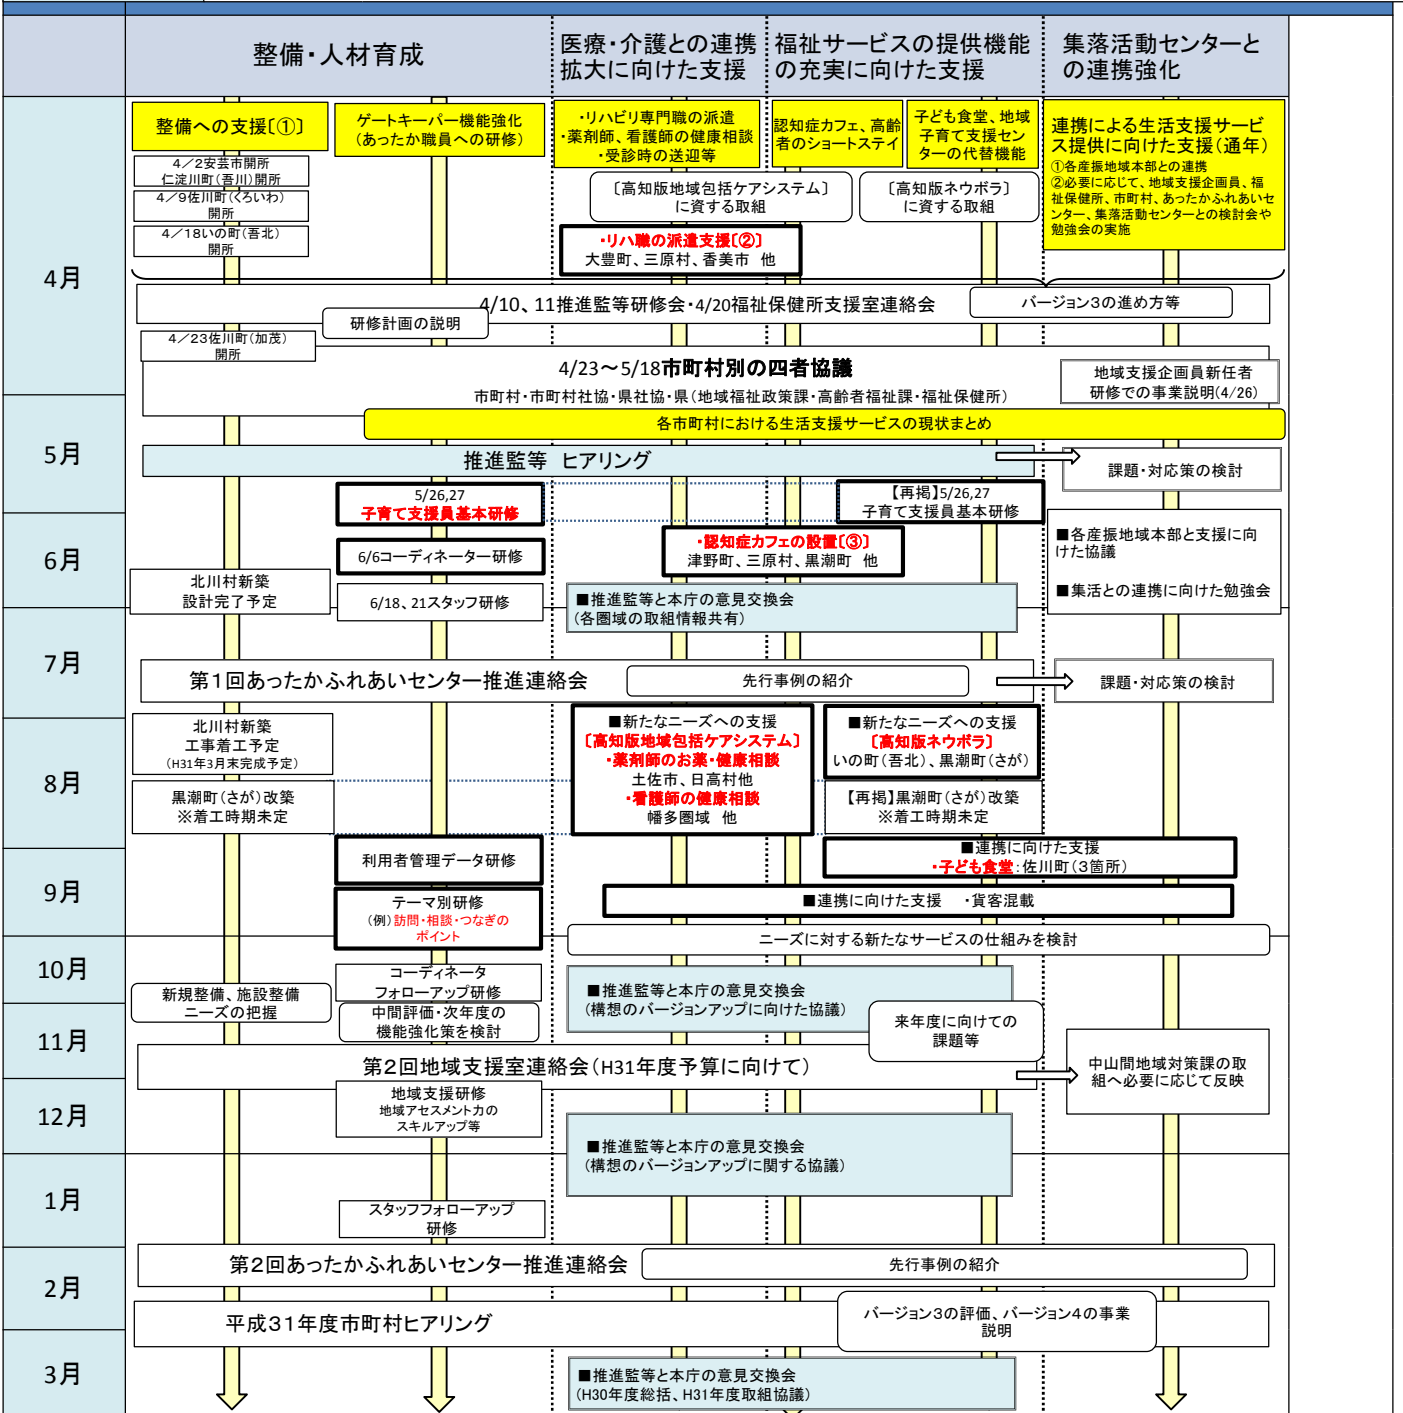 整備・人材育成
医療・介護との連携
拡大に向けた支援
福祉サービスの提供機能
の充実に向けた支援
集落活動センターと
の連携強化
4月
整備への支援〔①〕
4／2安芸市開所
仁淀川町(吾川)開所
4／9佐川町(くろいわ)
開所
4／18いの町(吾北)
開所
ゲートキーパー機能強化
(あったか職員への研修)
・リハビリ専門職の派遣
・薬剤師、看護師の健康相談
・受診時の送迎等
認知症カフェ、高齢
者のショートステイ
子ども食堂、地域
子育て支援セン
ターの代替機能
連携による生活支援サービ
ス提供に向けた支援(通年)
①各産振地域本部との連携
②必要に応じて、地域支援企画員、福
祉保健所、市町村、あったかふれあいセ
ンター、集落活動センターとの検討会や
勉強会の実施
〔高知版地域包括ケアシステム〕
に資する取組
〔高知版ネウボラ〕
に資する取組
・リハ職の派遣支援〔②〕
大豊町、三原村、香美市 他
4/10、11推進監等研修会・4/20福祉保健所支援室連絡会
バージョン3の進め方等
研修計画の説明
4／23佐川町(加茂)
開所
4/23～5/18市町村別の四者協議
市町村・市町村社協・県社協・県(地域福祉政策課・高齢者福祉課・福祉保健所)
地域支援企画員新任者
研修での事業説明(4/26)
各市町村における生活支援サービスの現状まとめ
5月
推進監等 ヒアリング
課題・対応策の検討
5/26,27
子育て支援員基本研修
【再掲】5/26,27
子育て支援員基本研修
6月
6/6コーディネーター研修
・認知症カフェの設置〔③〕
津野町、三原村、黒潮町 他
■各産振地域本部と支援に向
けた協議
■集活との連携に向けた勉強会
北川村新築
設計完了予定
6/18、21スタッフ研修
■推進監等と本庁の意見交換会
(各圏域の取組情報共有)
7月
第1回あったかふれあいセンター推進連絡会
先行事例の紹介
課題・対応策の検討
8月
北川村新築
工事着工予定
(H31年3月末完成予定)
黒潮町(さが)改築
※着工時期未定
■新たなニーズへの支援
〔高知版地域包括ケアシステム〕
・薬剤師のお薬・健康相談
土佐市、日高村他
・看護師の健康相談
幡多圏域 他
■新たなニーズへの支援
〔高知版ネウボラ〕
いの町(吾北)、黒潮町(さが)
【再掲】黒潮町(さが)改築
※着工時期未定
利用者管理データ研修
■連携に向けた支援
・子ども食堂:佐川町(3箇所)
9月
テーマ別研修
(例)訪問・相談・つなぎの
ポイント
■連携に向けた支援 ・貨客混載
ニーズに対する新たなサービスの仕組みを検討
10月
新規整備、施設整備
ニーズの把握
コーディネータ
フォローアップ研修
中間評価・次年度の
機能強化策を検討
■推進監等と本庁の意見交換会
(構想のバージョンアップに向けた協議)
来年度に向けての
課題等
11月
第2回地域支援室連絡会(H31年度予算に向けて)
中山間地域対策課の取
組へ必要に応じて反映
12月
地域支援研修
地域アセスメント力の
スキルアップ等
■推進監等と本庁の意見交換会
(構想のバージョンアップに関する協議)
1月
スタッフフォローアップ
研修
第2回あったかふれあいセンター推進連絡会
先行事例の紹介
2月
平成31年度市町村ヒアリング
バージョン3の評価、バージョン4の事業
説明
3月
■推進監等と本庁の意見交換会
(H30年度総括、H31年度取組協議)